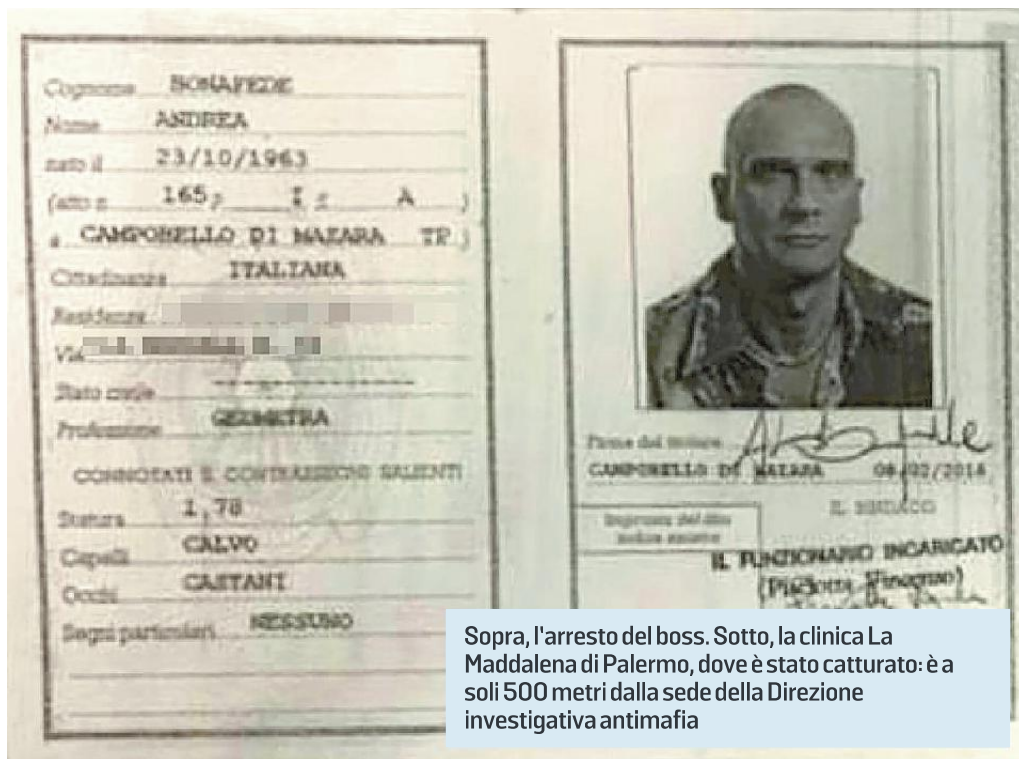 Cognome BONAFEDE
Nome ANDREA
nato il 23/10/1963
(atto n 165 p I s A )
a CAMPOBELLO DI MAZARA TP )
Cittadinanza ITALIANA
Residenza
Via
Stato civile ----------------
Professione GEOMETRA
CONNOTATI E CONTRASSEGNI SALIENTI
Statura 1,78
Capelli CALVO
Occhi CASTANI
Segni particolari NESSUNO
Firma del titolare
CAMPOBELLO DI MAZARA 08/02/2016
IL SINDACO
Impronta del dito
indice sinistro
IL FUNZIONARIO INCARICATO
Sopra, l'arresto del boss. Sotto, la clinica La
Maddalena di Palermo, dove è stato catturato: è a
soli 500 metri dalla sede della Direzione
investigativa antimafia